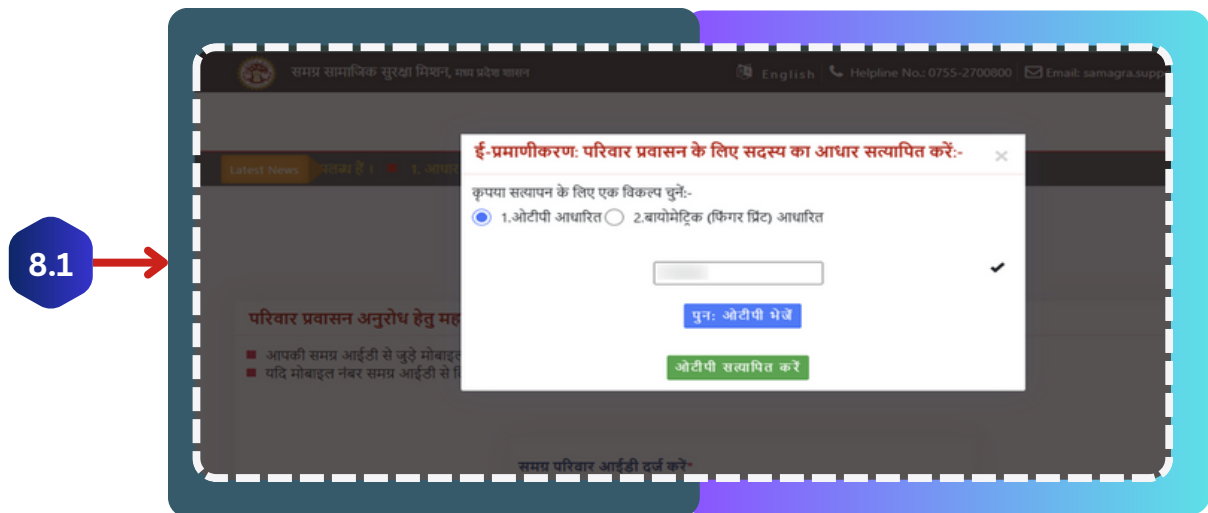 समग्र सामाजिक सुरक्षा मिशन, मध्य प्रदेश शासन
English Helpline No.: 0755-2700800 Email: samagra.supp
Latest News हैं । 1. आधार
ई-प्रमाणीकरण: परिवार प्रवासन के लिए सदस्य का आधार सत्यापित करें:-
कृपया सत्यापन के लिए एक विकल्प चुनें:-
1.ओटीपी आधारित 2.बायोमेट्रिक (फिंगर प्रिंट) आधारित
8.1
पुन: ओटीपी भेजें
परिवार प्रवासन अनुरोध हेतु मह
आपकी समग्र आईडी से जुड़े मोबाइल
ओटीपी सत्यापित करें
यदि मोबाइल नंबर समग्र आईडी से
समग्र परिवार आईडी दर्ज करें*